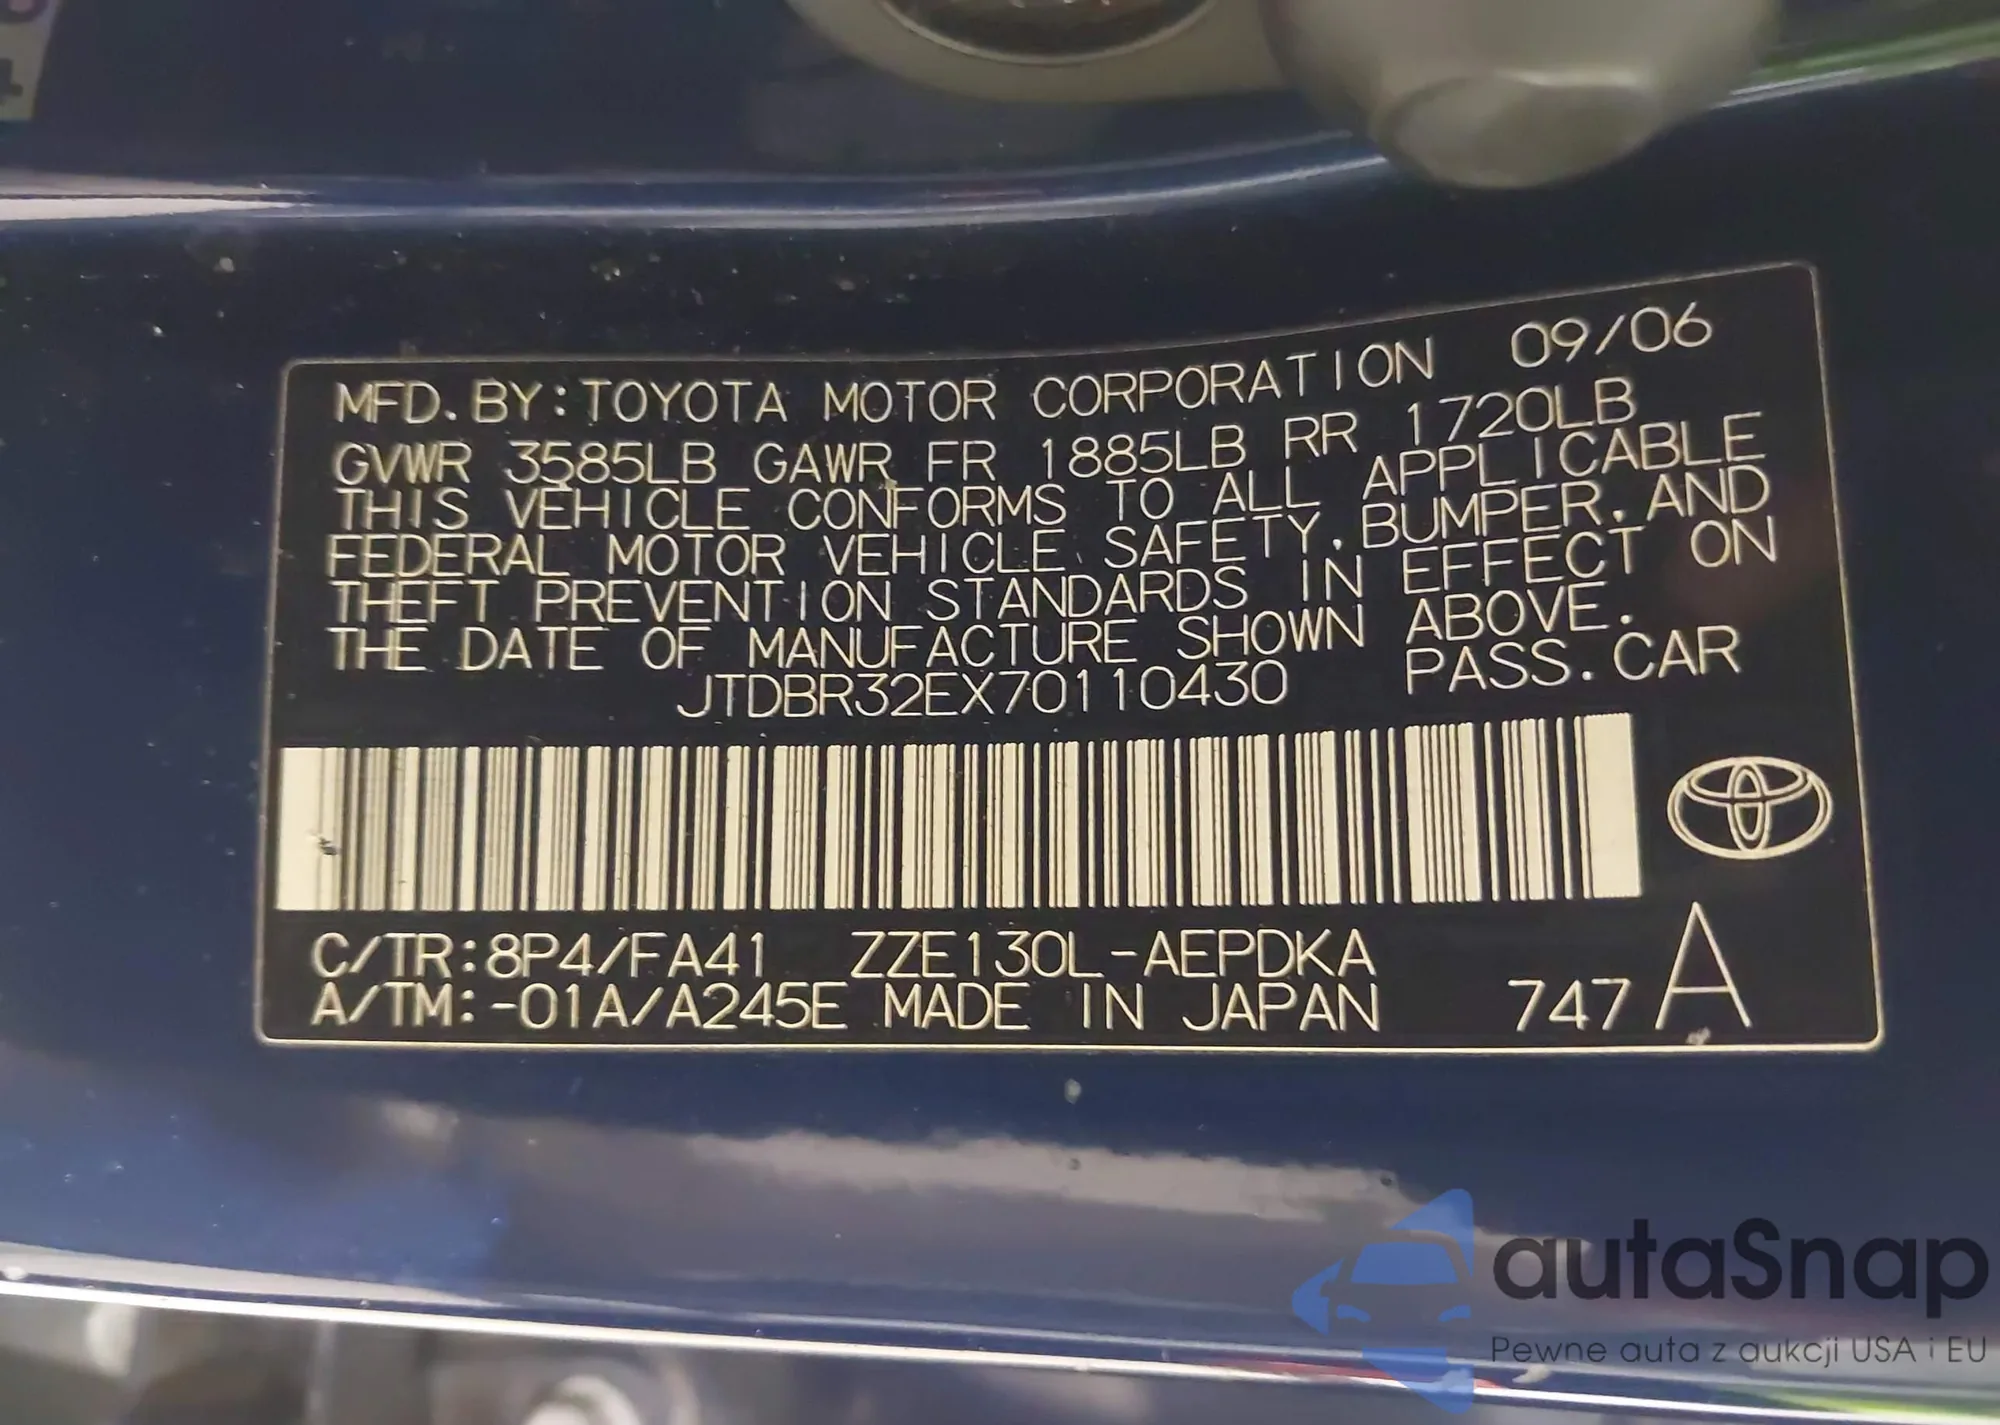 MFD. BY: TOYOTA MOTOR CORPORATION 09/06
GVWR 3585LB GAWR FR 1885LB RR 1720LB
THIS VEHICLE CONFORMS TO ALL APPLICABLE
FEDERAL MOTOR VEHICLE SAFETY, BUMPER, AND
THEFT PREVENTION STANDARDS IN EFFECT ON
THE DATE OF MANUFACTURE SHOWN ABOVE.
JTDBR32EX70110430 PASS. CAR
C/TR: 8P4/FA41 ZZE130L-AEPDKA
A/TM: -01A/A245E MADE IN JAPAN 747 A
autaSnap
Pewne auta z aukcji USA i EU